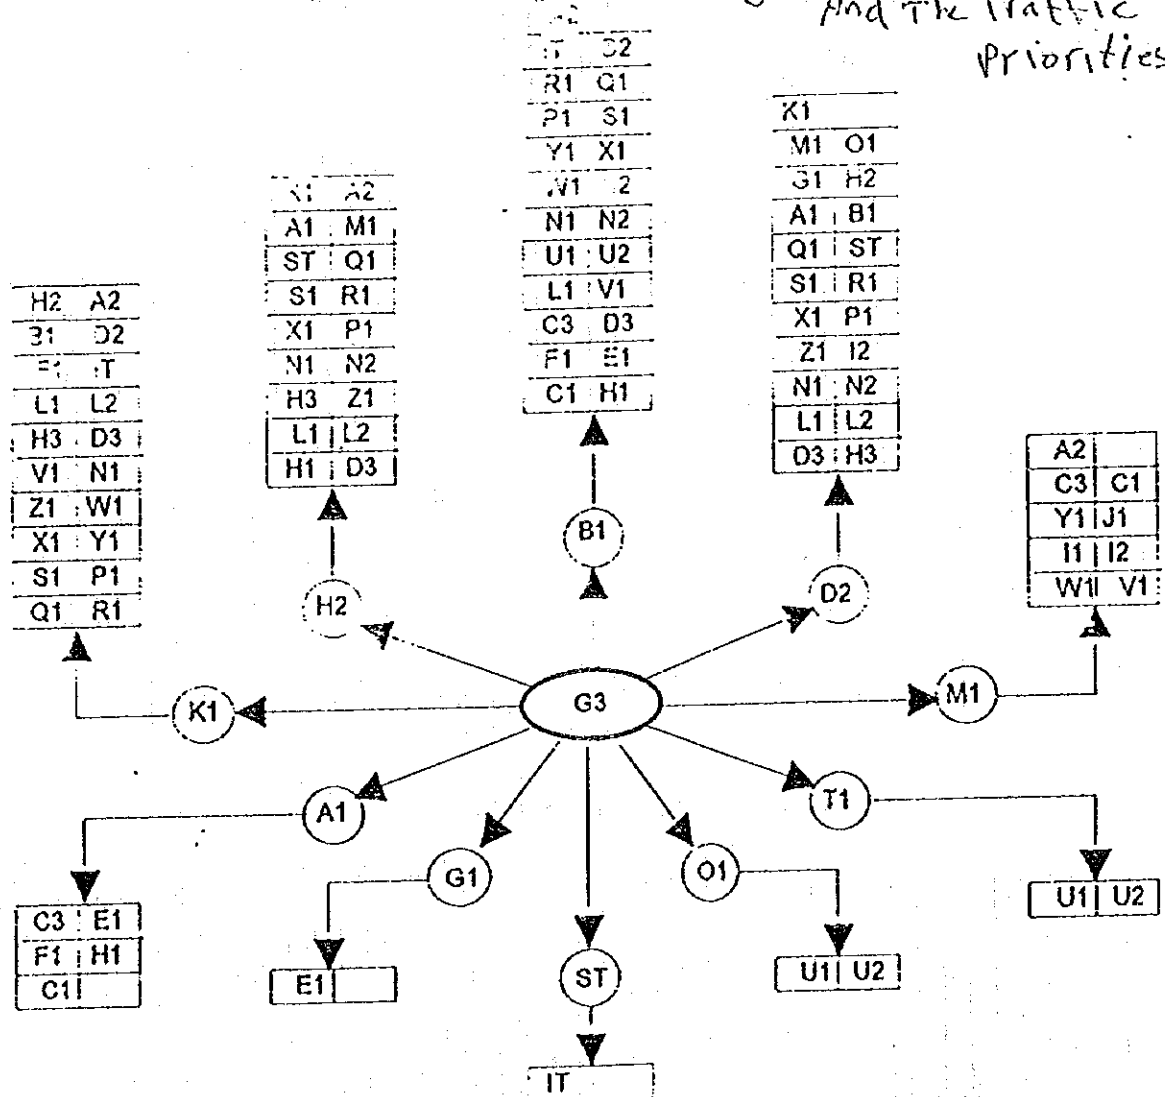 And The Traffic
Priorities
R1 Q1
P1 S1
Y1 X1
W1
N1 N2
U1 U2
L1 V1
C3 D3
F1 E1
C1 H1
K1
M1 O1
G1 H2
A1 B1
Q1 ST
S1 R1
X1 P1
Z1 I2
N1 N2
L1 L2
D3 H3
A2
A1 M1
ST Q1
S1 R1
X1 P1
N1 N2
H3 Z1
L1 L2
H1 D3
H2 A2
B1 D2
L1 L2
H3 D3
V1 N1
Z1 W1
X1 Y1
S1 P1
Q1 R1
A2
C3 C1
Y1 J1
I1 I2
W1 V1
B1
H2
D2
K1
G3
M1
A1
T1
G1
O1
ST
C3 E1
F1 H1
C1
E1
U1 U2
U1 U2
IT